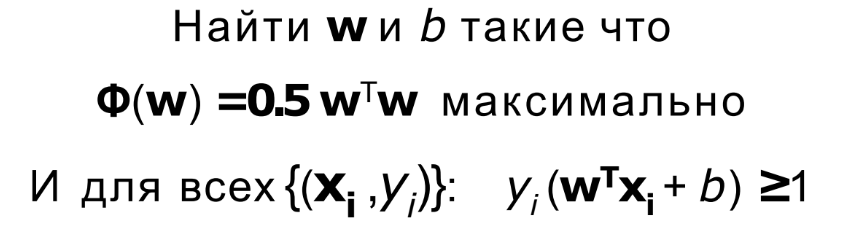 Найти w и b такие что
Φ(w) =0.5 wᵀw максимально
И для всех {(xᵢ ,yᵢ)}: yᵢ (wᵀxᵢ + b) ≥1